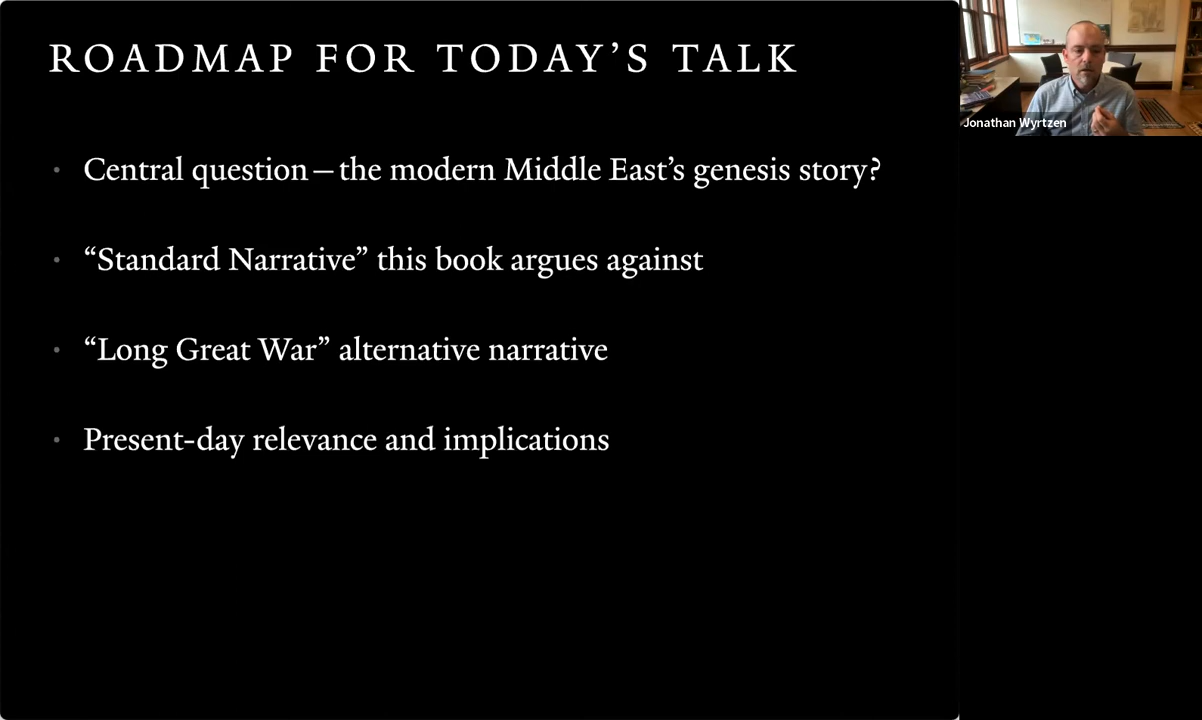 ROADMAP FOR TODAY’S TALK
• Central question — the modern Middle East’s genesis story?
• “Standard Narrative” this book argues against
• “Long Great War” alternative narrative
• Present-day relevance and implications
Jonathan Wyrtzen